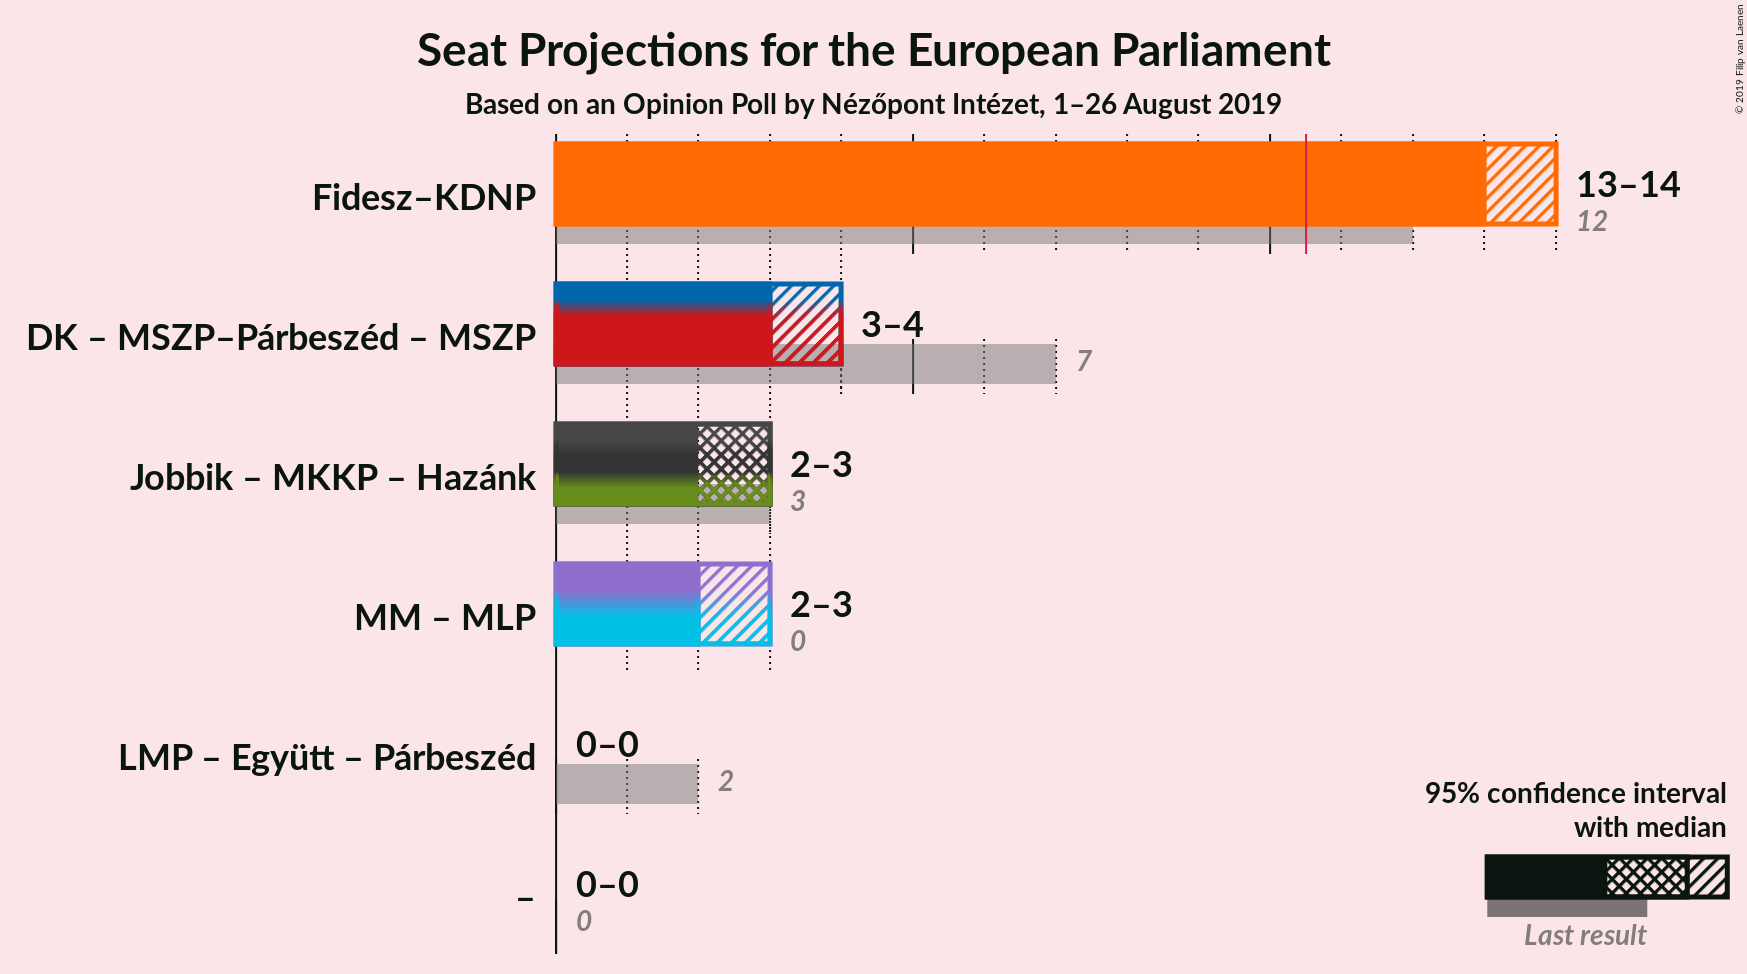 Seat Projections for the European Parliament
Based on an Opinion Poll by Nézőpont Intézet, 1–26 August 2019
© 2019 Filip van Laenen
Fidesz–KDNP
13–14
12
DK – MSZP–Párbeszéd – MSZP
3–4
7
Jobbik – MKKP – Hazánk
2–3
3
MM – MLP
2–3
0
LMP – Együtt – Párbeszéd
0–0
2
–
0–0
0
95% confidence interval
with median
Last result